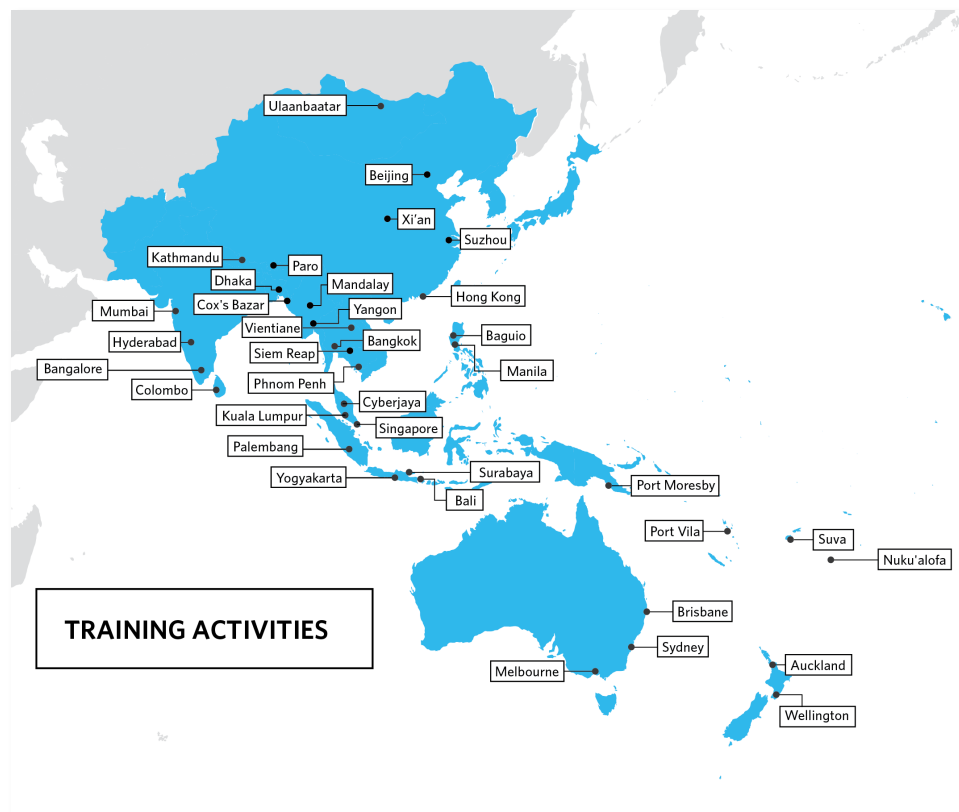 Ulaanbaatar
Beijing
Xi'an
Suzhou
Kathmandu
Paro
Dhaka
Mandalay
Hong Kong
Cox's Bazar
Mumbai
Yangon
Vientiane
Baguio
Hyderabad
Bangkok
Siem Reap
Bangalore
Manila
Phnom Penh
Colombo
Cyberjaya
Kuala Lumpur
Singapore
Palembang
Surabaya
Yogyakarta
Port Moresby
Bali
Port Vila
Suva
Nuku'alofa
Brisbane
TRAINING ACTIVITIES
Sydney
Auckland
Melbourne
Wellington